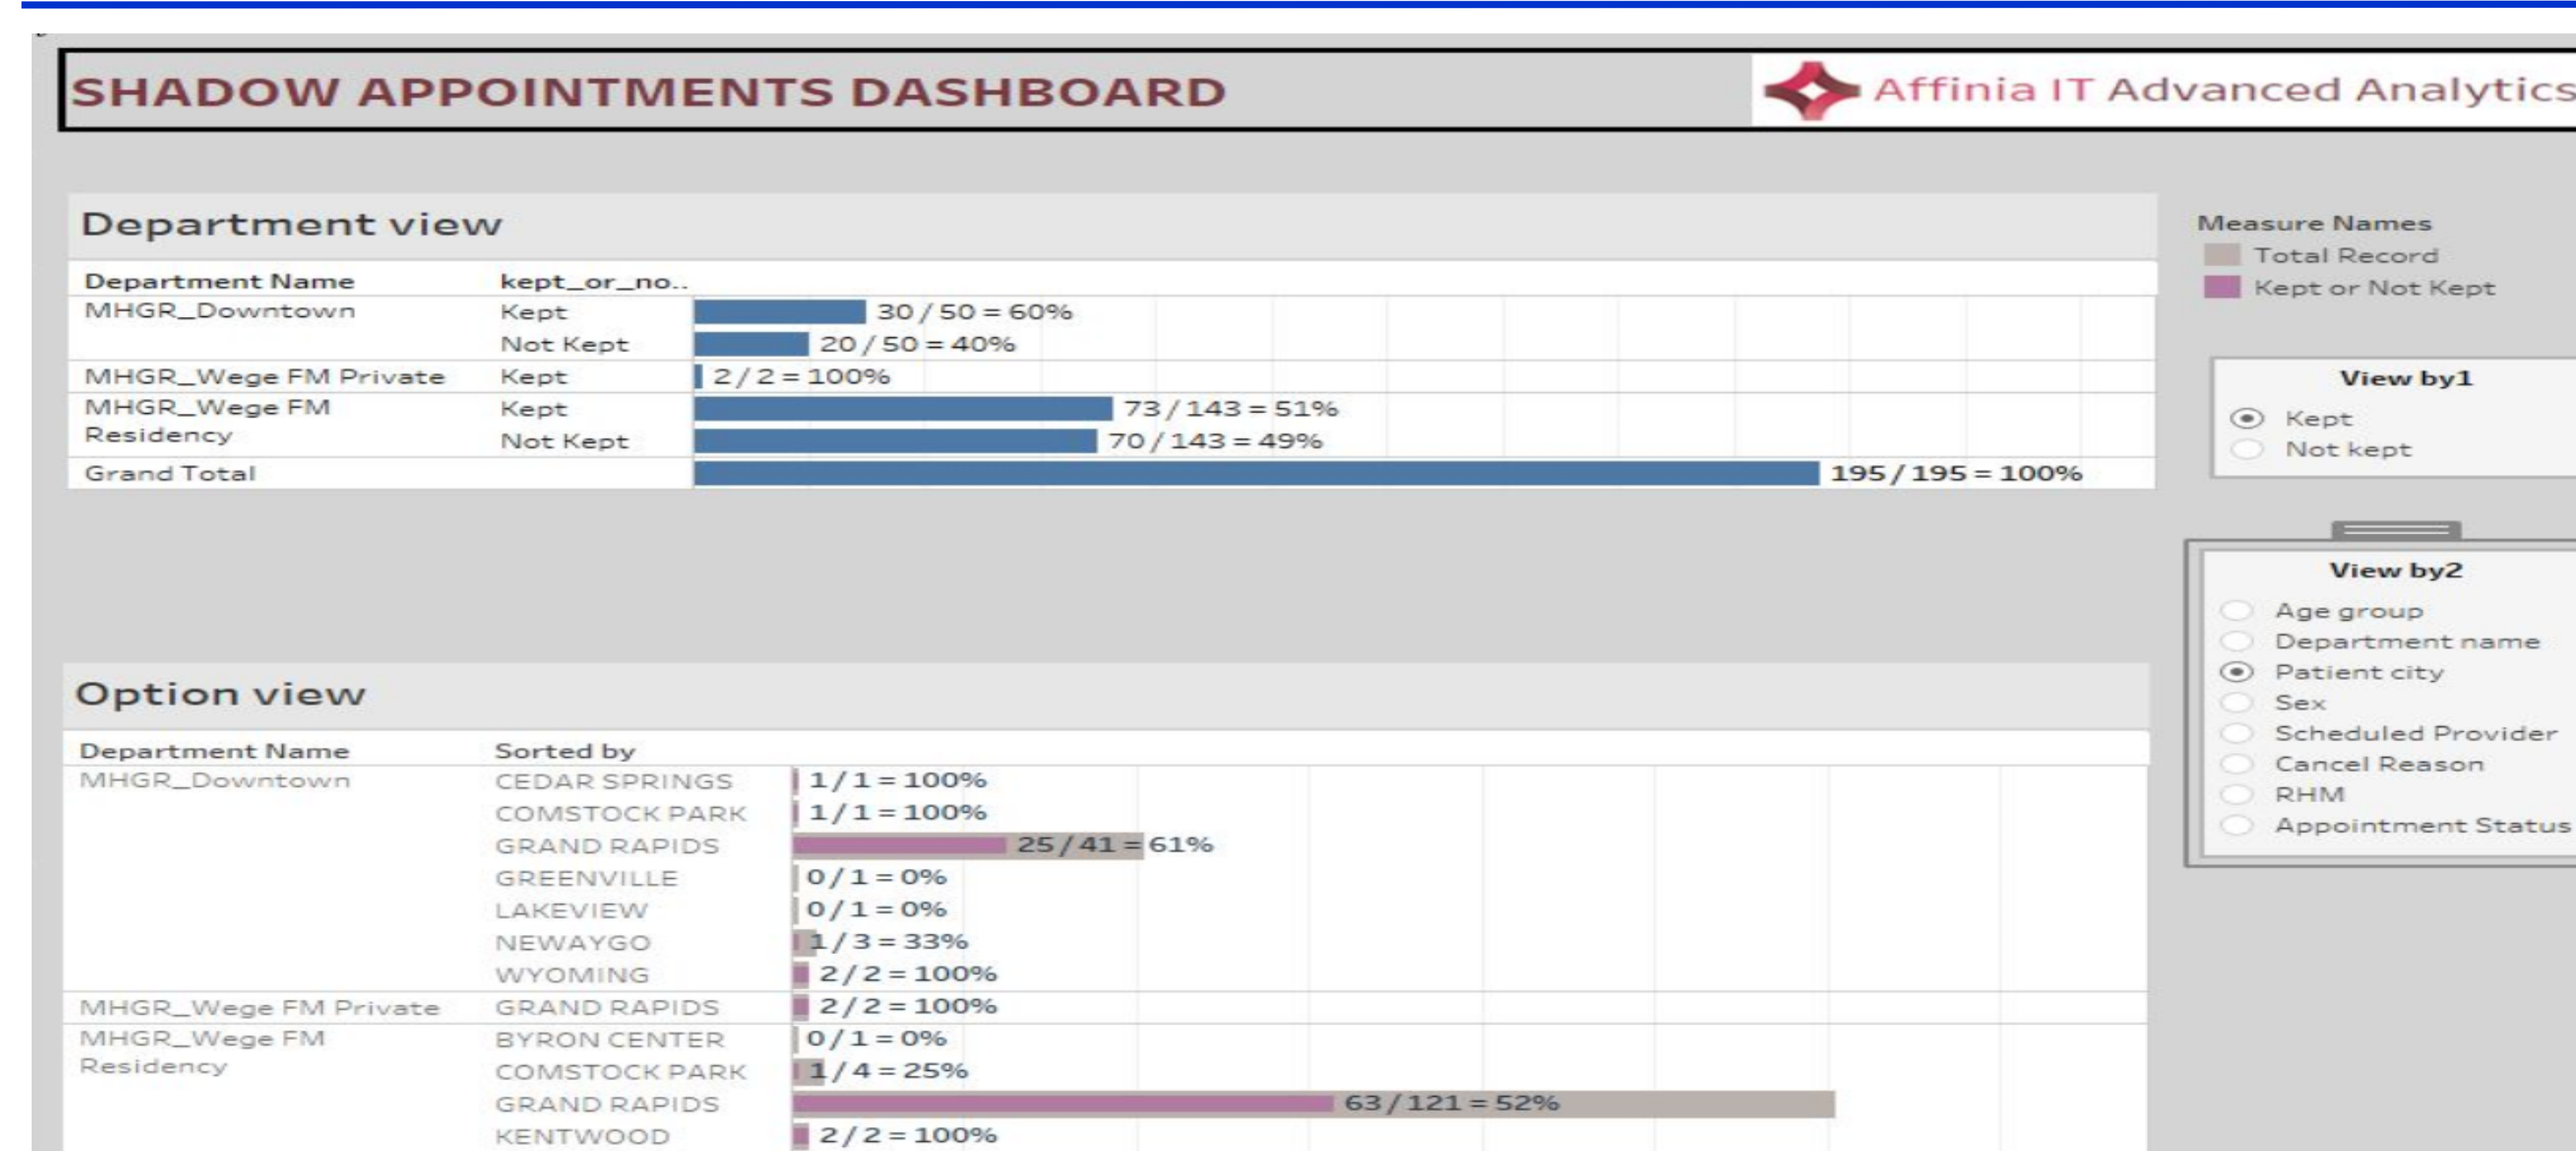 SHADOW APPOINTMENTS DASHBOARD
Affinia IT Advanced Analytics
Department view
Department Name kept_or_no..
MHGR_Downtown Kept 30 / 50 = 60%
Not Kept 20 / 50 = 40%
MHGR_Wege FM Private Kept 2 / 2 = 100%
MHGR_Wege FM Kept 73 / 143 = 51%
Residency Not Kept 70 / 143 = 49%
Grand Total 195 / 195 = 100%
Measure Names
Total Record
Kept or Not Kept
View by1
Kept
Not kept
View by2
Age group
Department name
Patient city
Sex
Scheduled Provider
Cancel Reason
RHM
Appointment Status
Option view
Department Name Sorted by
MHGR_Downtown CEDAR SPRINGS 1 / 1 = 100%
COMSTOCK PARK 1 / 1 = 100%
GRAND RAPIDS 25 / 41 = 61%
GREENVILLE 0 / 1 = 0%
LAKEVIEW 0 / 1 = 0%
NEWAYGO 1 / 3 = 33%
WYOMING 2 / 2 = 100%
MHGR_Wege FM Private GRAND RAPIDS 2 / 2 = 100%
MHGR_Wege FM BYRON CENTER 0 / 1 = 0%
Residency COMSTOCK PARK 1 / 4 = 25%
GRAND RAPIDS 63 / 121 = 52%
KENTWOOD 2 / 2 = 100%